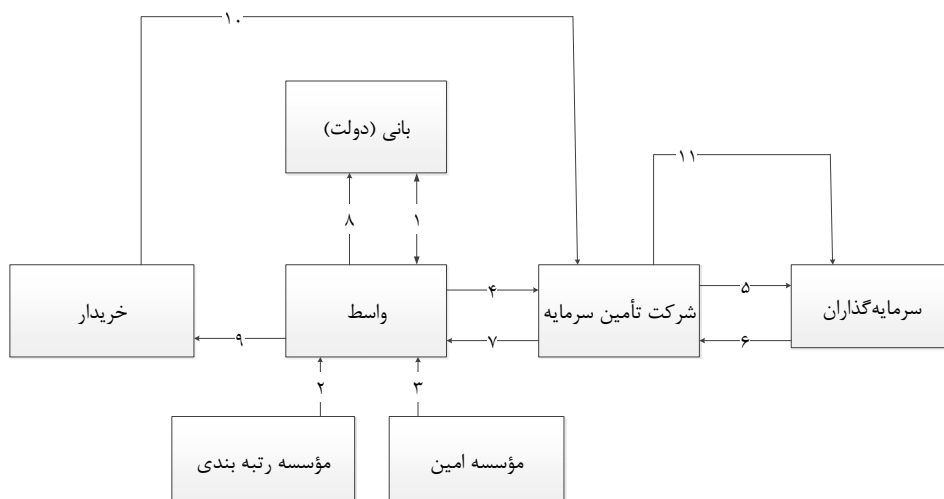 ۱۰
بانی (دولت)
۱۱
۸
۱
خریدار
واسط
۴
شرکت تأمین سرمایه
۵
سرمایه‌گذاران
۹
۷
۶
۲
۳
مؤسسه رتبه بندی
مؤسسه امین